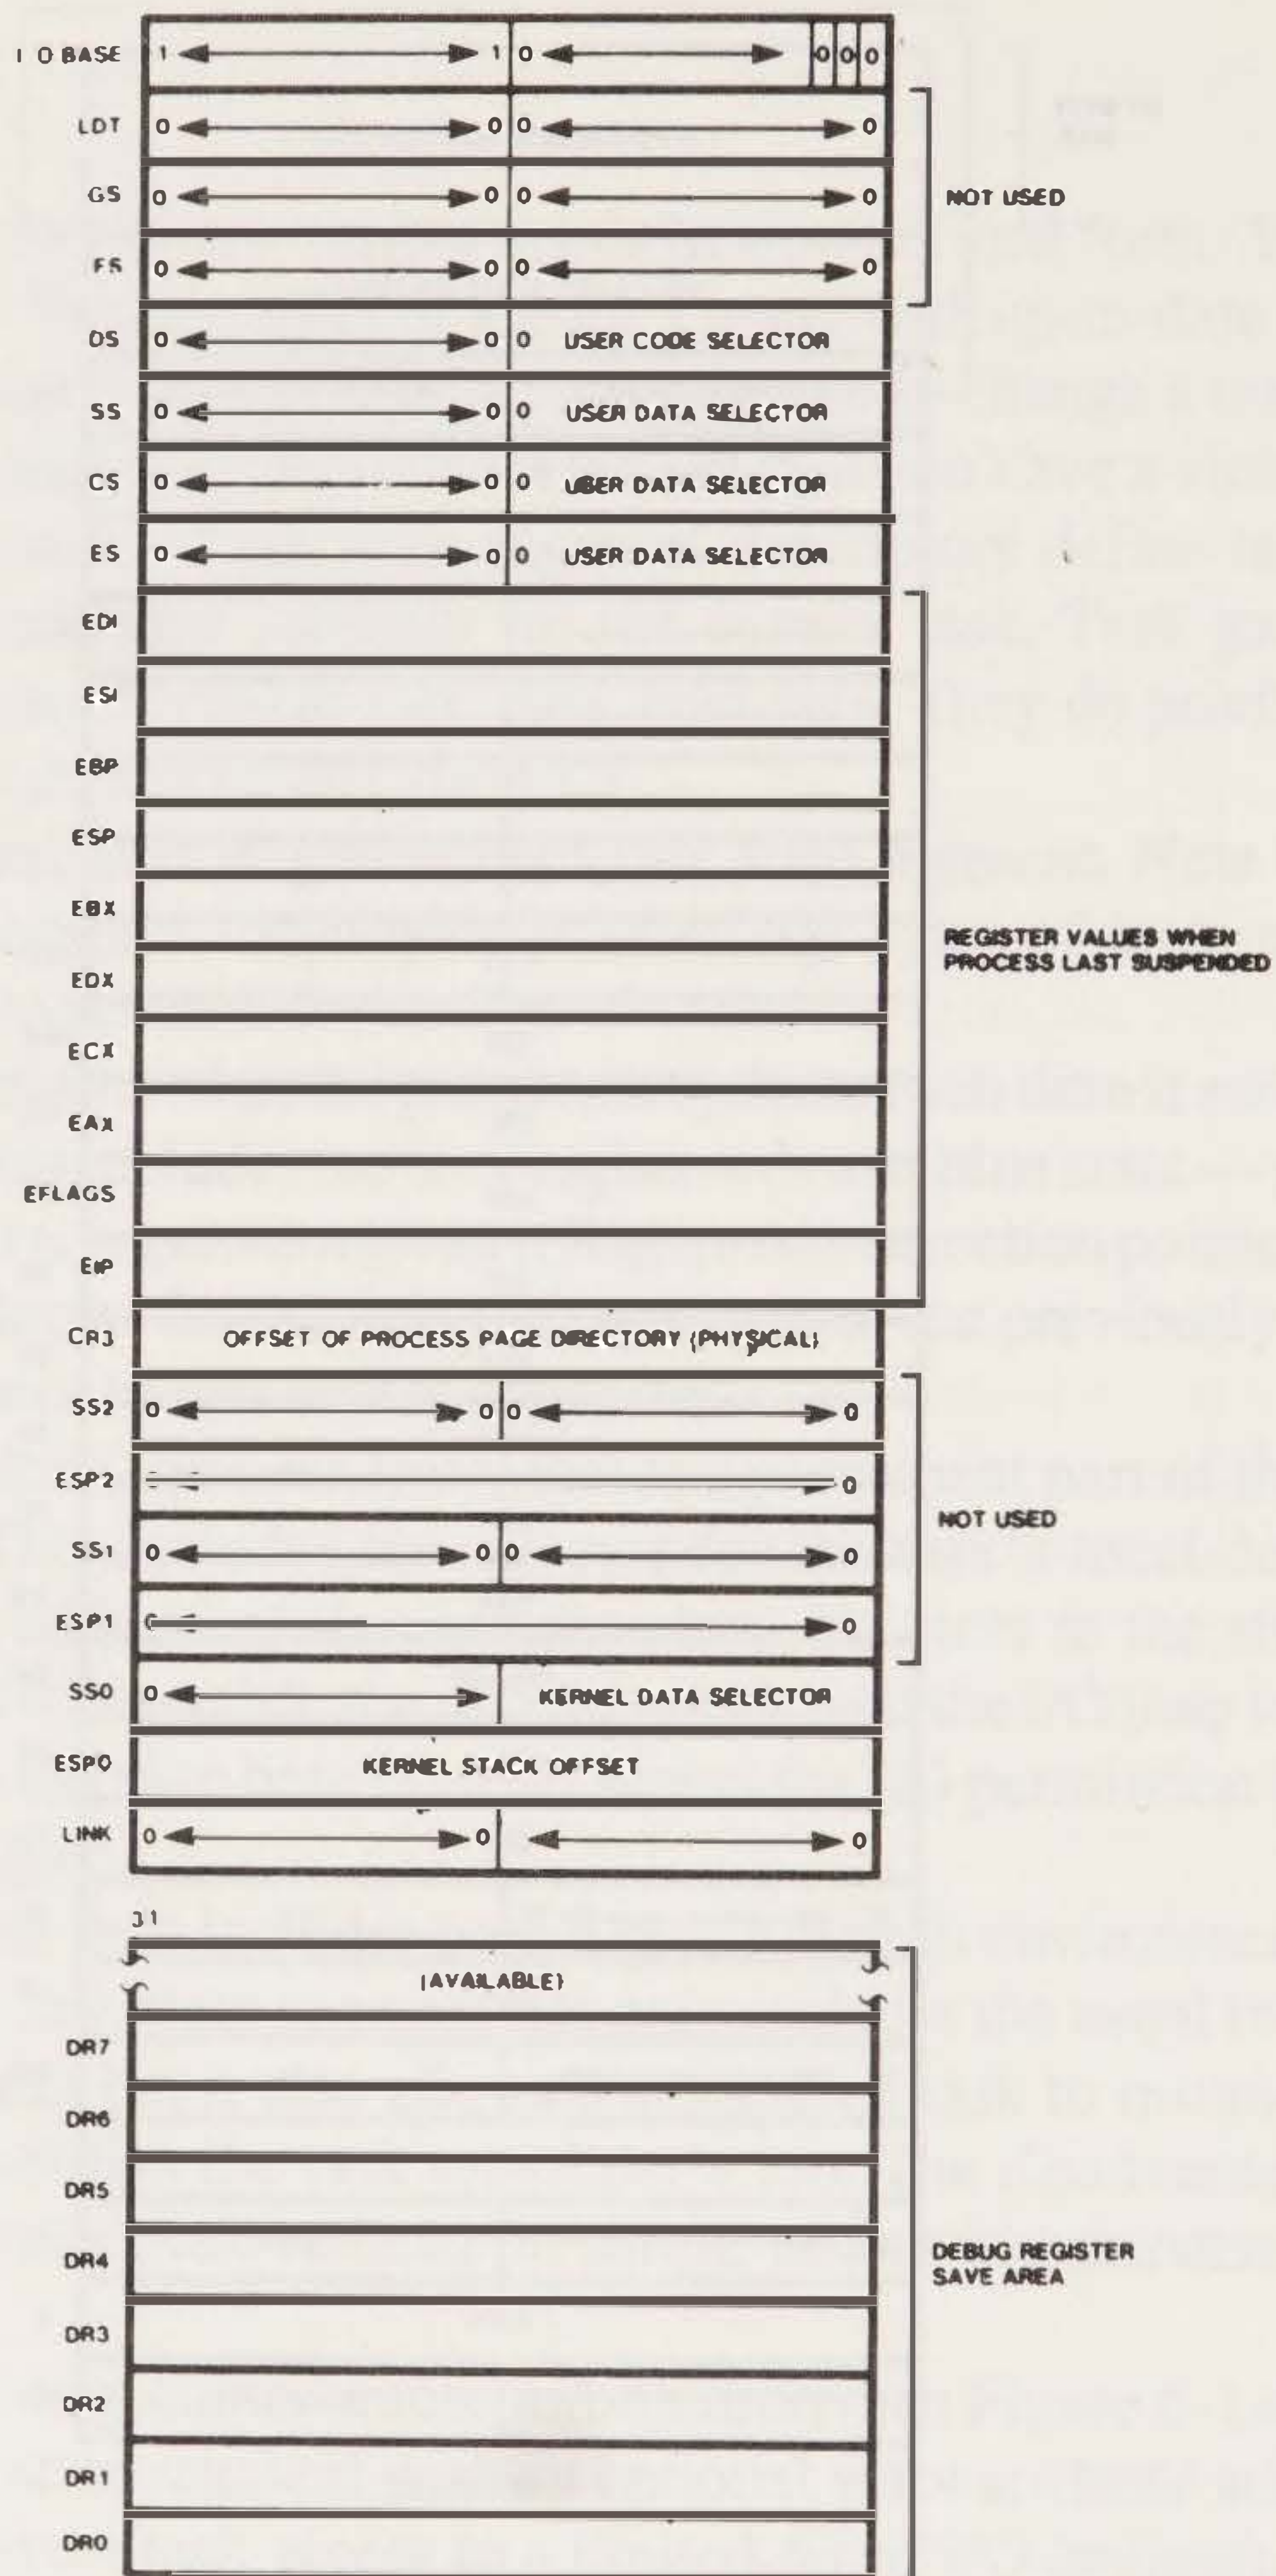 I O BASE 1 1 0 0 0 0
LDT 0 0 0 0
GS 0 0 0 0
NOT USED
FS 0 0 0 0
DS 0 0 0 USER CODE SELECTOR
SS 0 0 0 USER DATA SELECTOR
CS 0 0 0 USER DATA SELECTOR
ES 0 0 0 USER DATA SELECTOR
EDI
ESI
EBP
ESP
EBX
REGISTER VALUES WHEN
PROCESS LAST SUSPENDED
EDX
ECX
EAX
EFLAGS
EIP
CR3 OFFSET OF PROCESS PAGE DIRECTORY (PHYSICAL)
SS2 0 0 0 0
ESP2 0
NOT USED
SS1 0 0 0 0
ESP1 0 0
SS0 0 KERNEL DATA SELECTOR
ESP0 KERNEL STACK OFFSET
LINK 0 0 0
31
(AVAILABLE)
DR7
DR6
DR5
DR4
DEBUG REGISTER
SAVE AREA
DR3
DR2
DR1
DR0